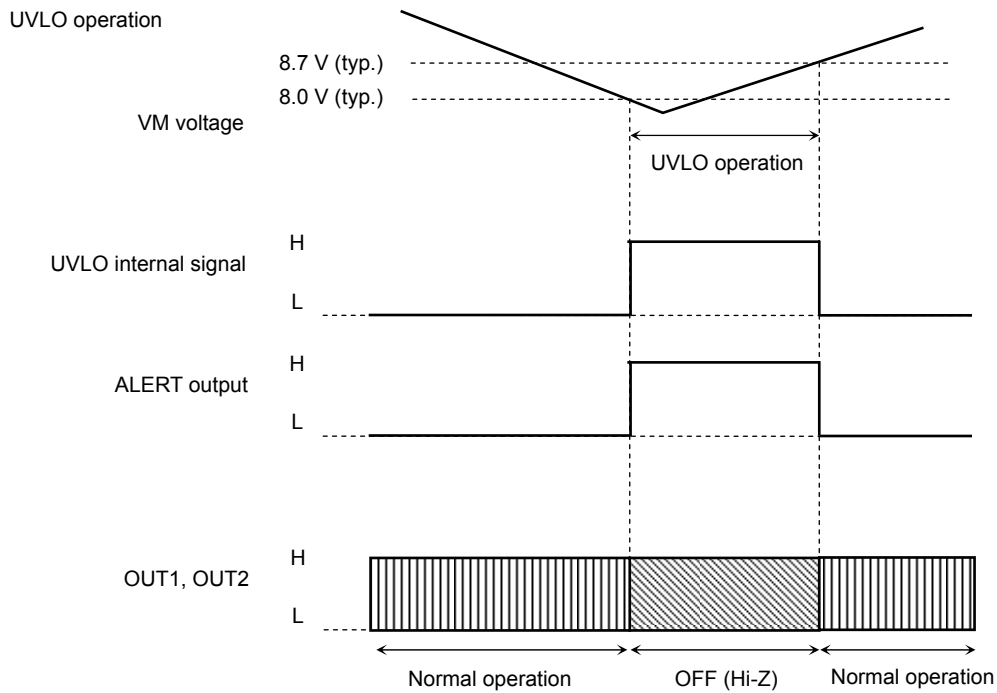 UVLO operation
8.7 V (typ.)
8.0 V (typ.)
VM voltage
UVLO operation
H
UVLO internal signal
L
H
ALERT output
L
H
OUT1, OUT2
L
Normal operation
OFF (Hi-Z)
Normal operation